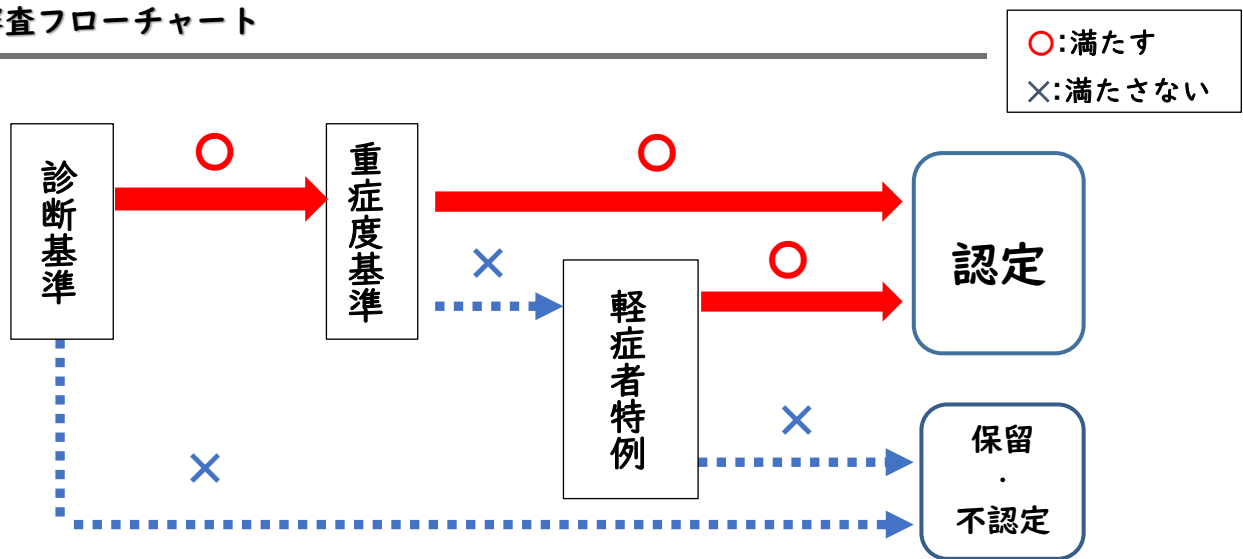 査フローチャート
○:満たす
×:満たさない
診断基準
○
重症度基準
○
認定
×
軽症者特例
○
×
保留
・
不認定
×